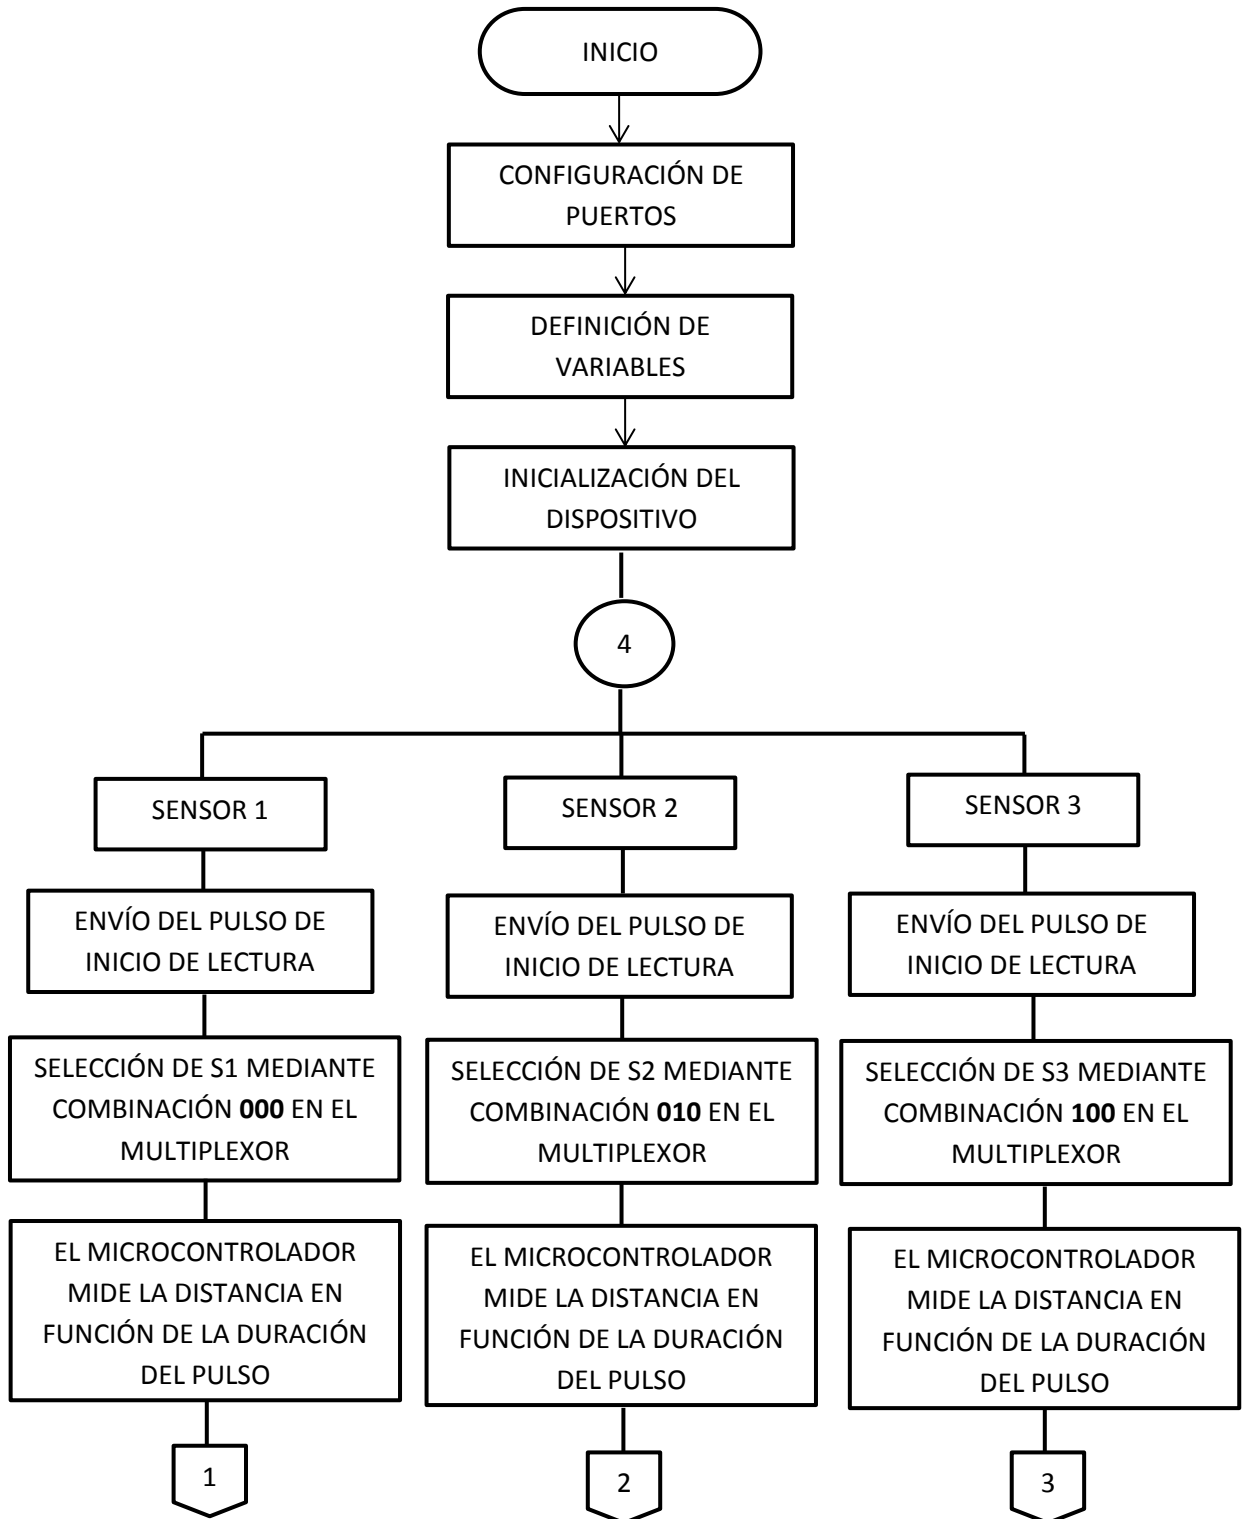 INICIO
CONFIGURACIÓN DE
PUERTOS
DEFINICIÓN DE
VARIABLES
INICIALIZACIÓN DEL
DISPOSITIVO
4
SENSOR 1
ENVÍO DEL PULSO DE
INICIO DE LECTURA
SELECCIÓN DE S1 MEDIANTE
COMBINACIÓN 000 EN EL
MULTIPLEXOR
EL MICROCONTROLADOR
MIDE LA DISTANCIA EN
FUNCIÓN DE LA DURACIÓN
DEL PULSO
1
SENSOR 2
ENVÍO DEL PULSO DE
INICIO DE LECTURA
SELECCIÓN DE S2 MEDIANTE
COMBINACIÓN 010 EN EL
MULTIPLEXOR
EL MICROCONTROLADOR
MIDE LA DISTANCIA EN
FUNCIÓN DE LA DURACIÓN
DEL PULSO
2
SENSOR 3
ENVÍO DEL PULSO DE
INICIO DE LECTURA
SELECCIÓN DE S3 MEDIANTE
COMBINACIÓN 100 EN EL
MULTIPLEXOR
EL MICROCONTROLADOR
MIDE LA DISTANCIA EN
FUNCIÓN DE LA DURACIÓN
DEL PULSO
3